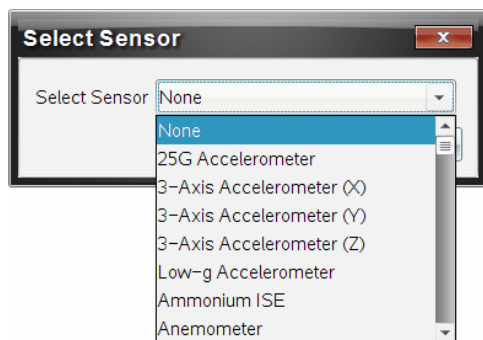 Select Sensor
Select Sensor None
None
25G Accelerometer
3-Axis Accelerometer (X)
3-Axis Accelerometer (Y)
3-Axis Accelerometer (Z)
Low-g Accelerometer
Ammonium ISE
Anemometer